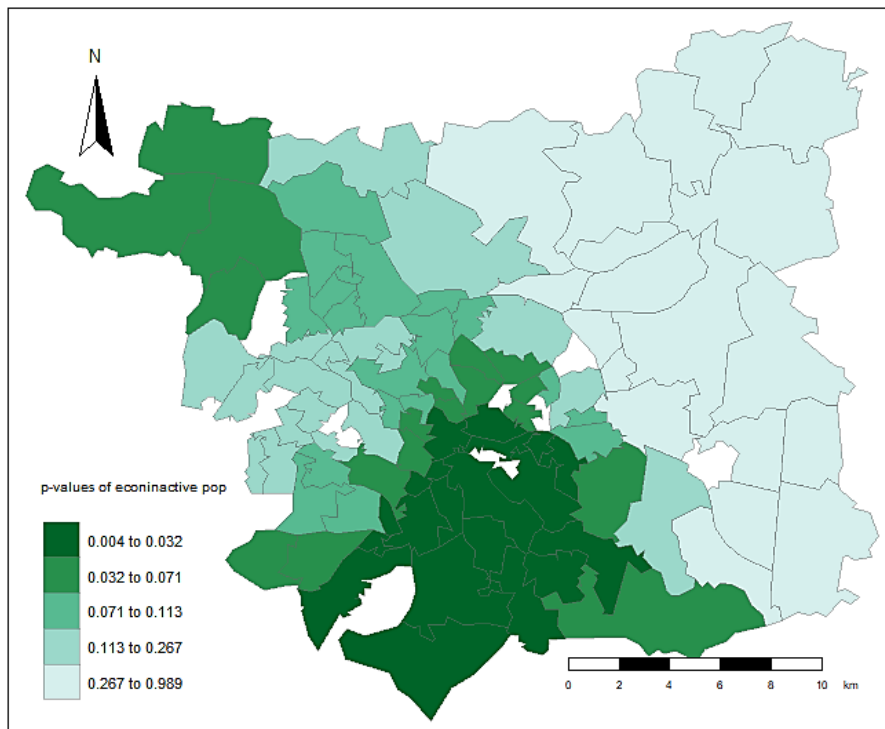 N
p-values of econinactive pop
0.004 to 0.032
0.032 to 0.071
0.071 to 0.113
0.113 to 0.267
0.267 to 0.989
0 2 4 6 8 10 km